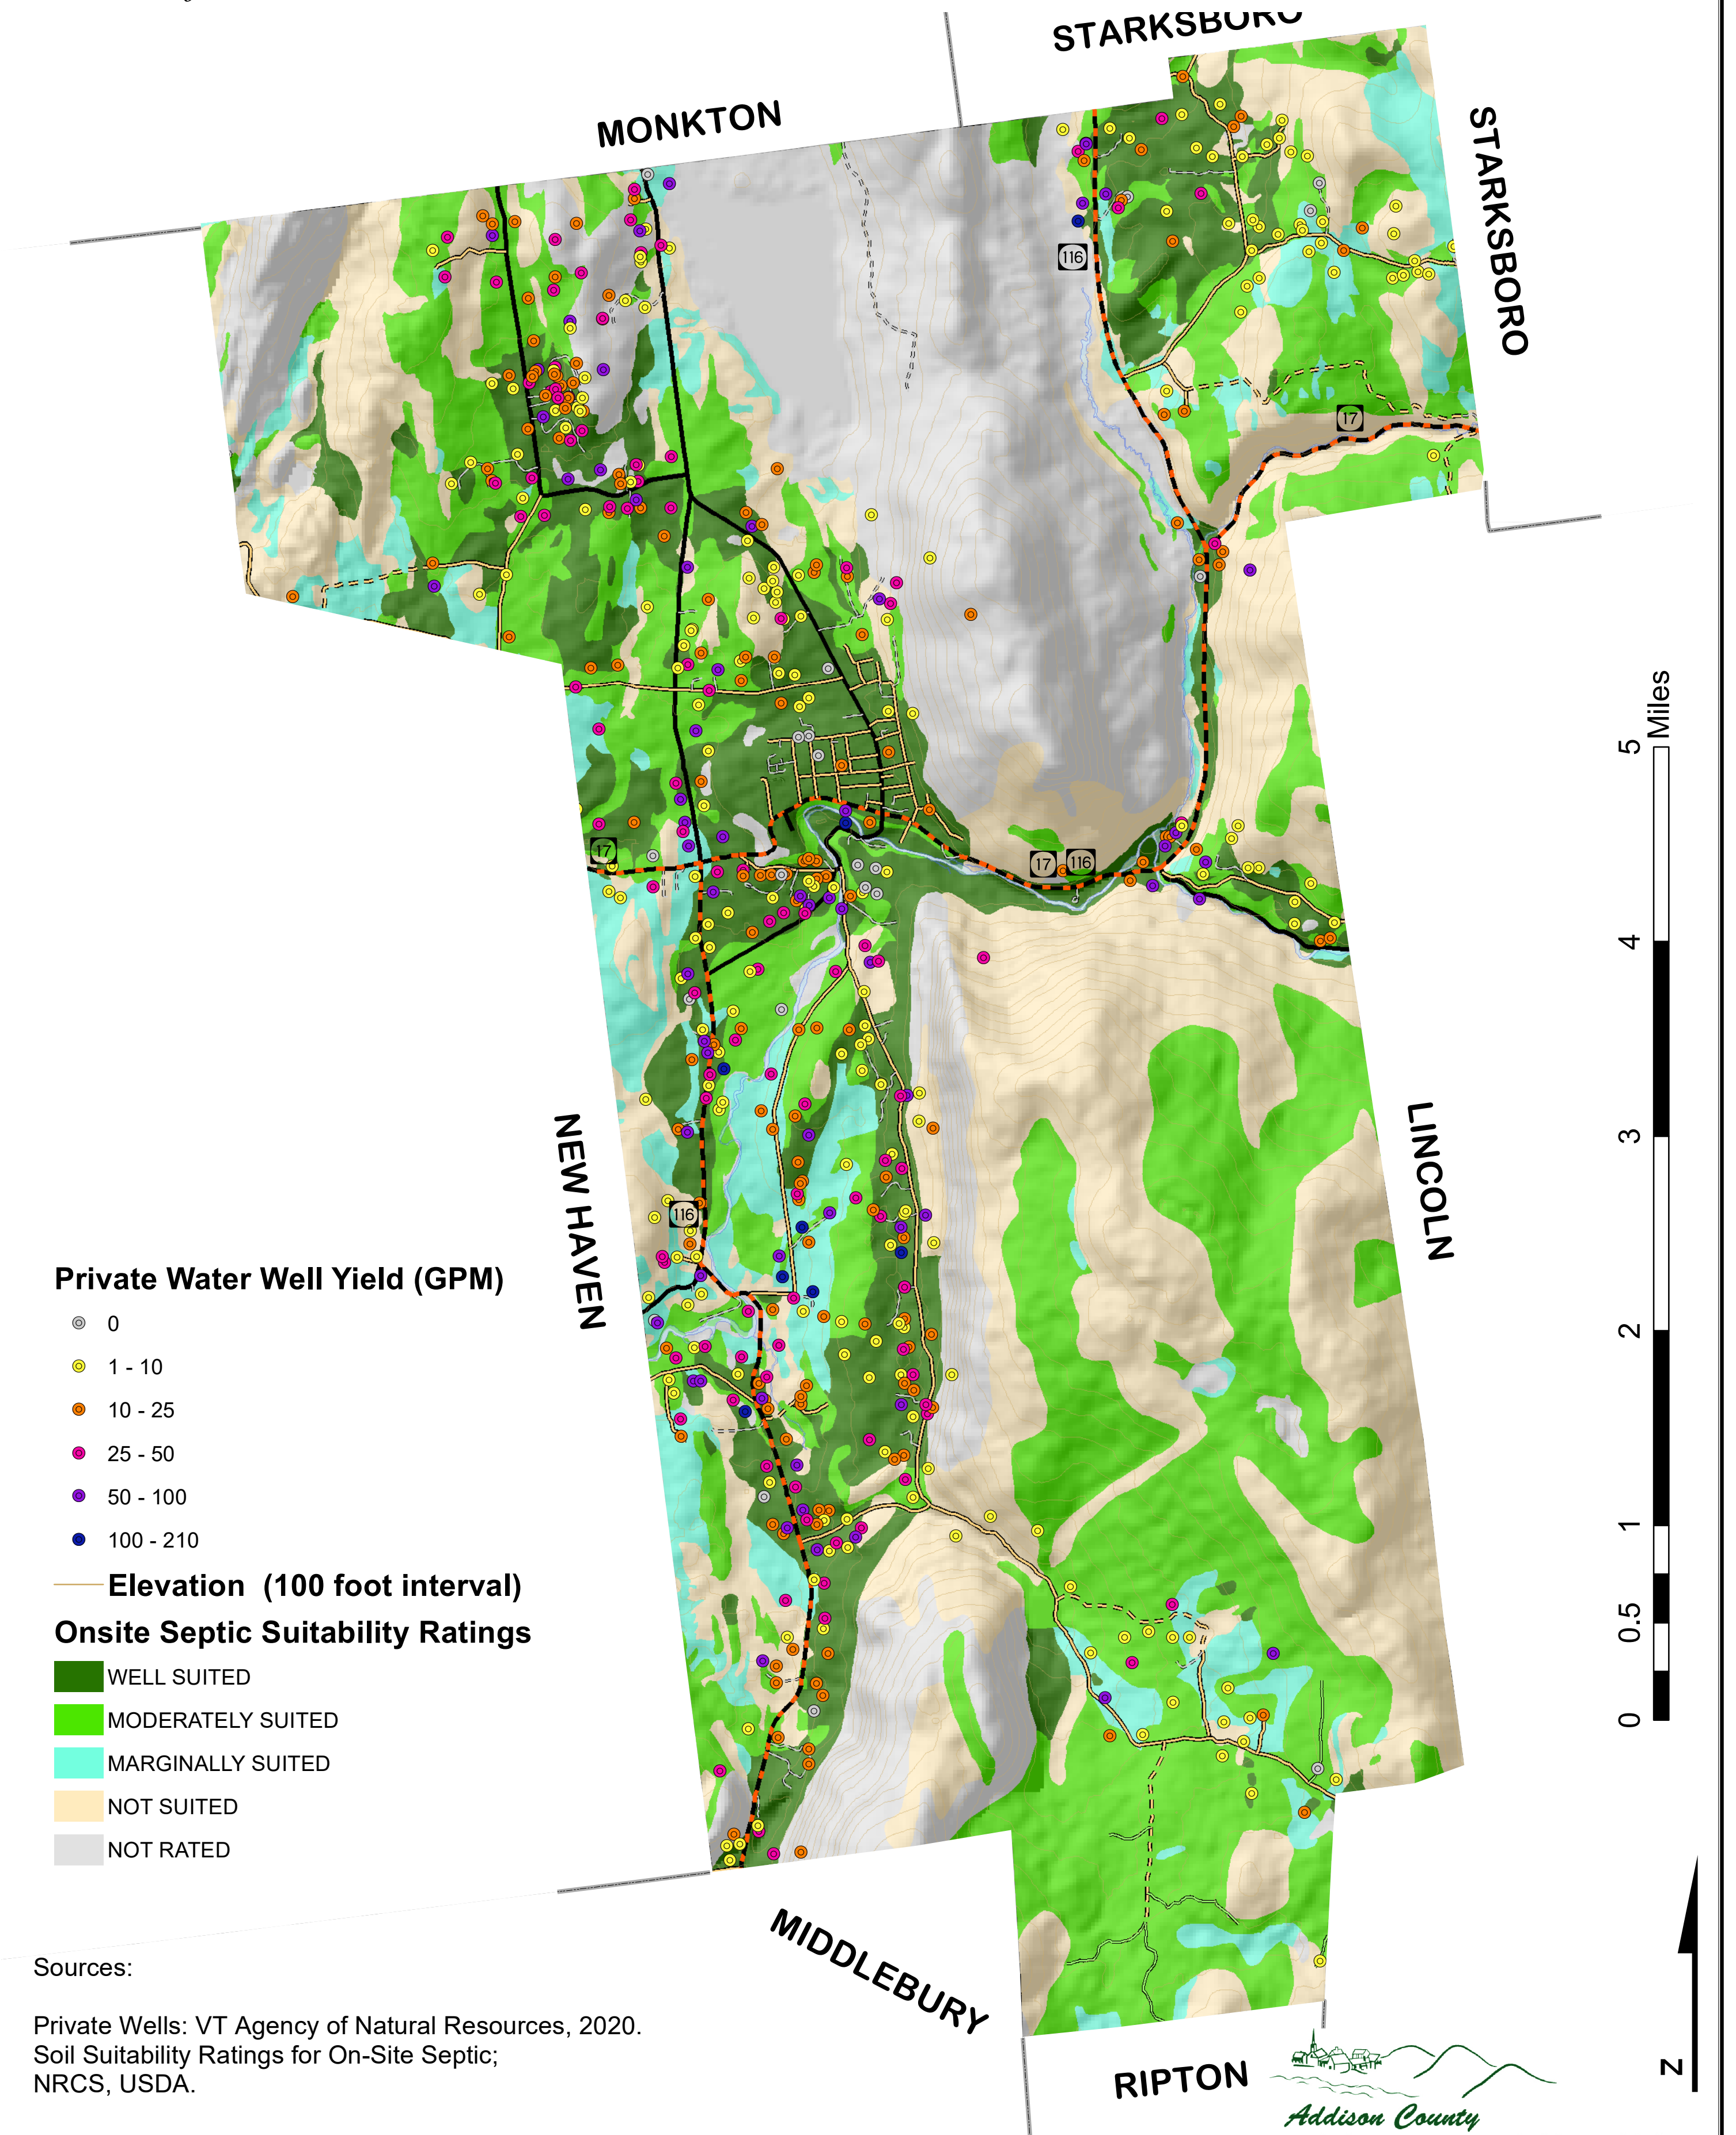 STARKSBORO
MONKTON
STARKSBORO
116
17
Miles
5
17
17
116
4
3
NEW HAVEN
LINCOLN
116
Private Water Well Yield (GPM)
0
1 - 10
10 - 25
25 - 50
50 - 100
100 - 210
Elevation (100 foot interval)
Onsite Septic Suitability Ratings
WELL SUITED
MODERATELY SUITED
MARGINALLY SUITED
NOT SUITED
NOT RATED
2
1
0.5
0
MIDDLEBURY
Sources:
Private Wells: VT Agency of Natural Resources, 2020.
Soil Suitability Ratings for On-Site Septic;
NRCS, USDA.
RIPTON
N
Addison County